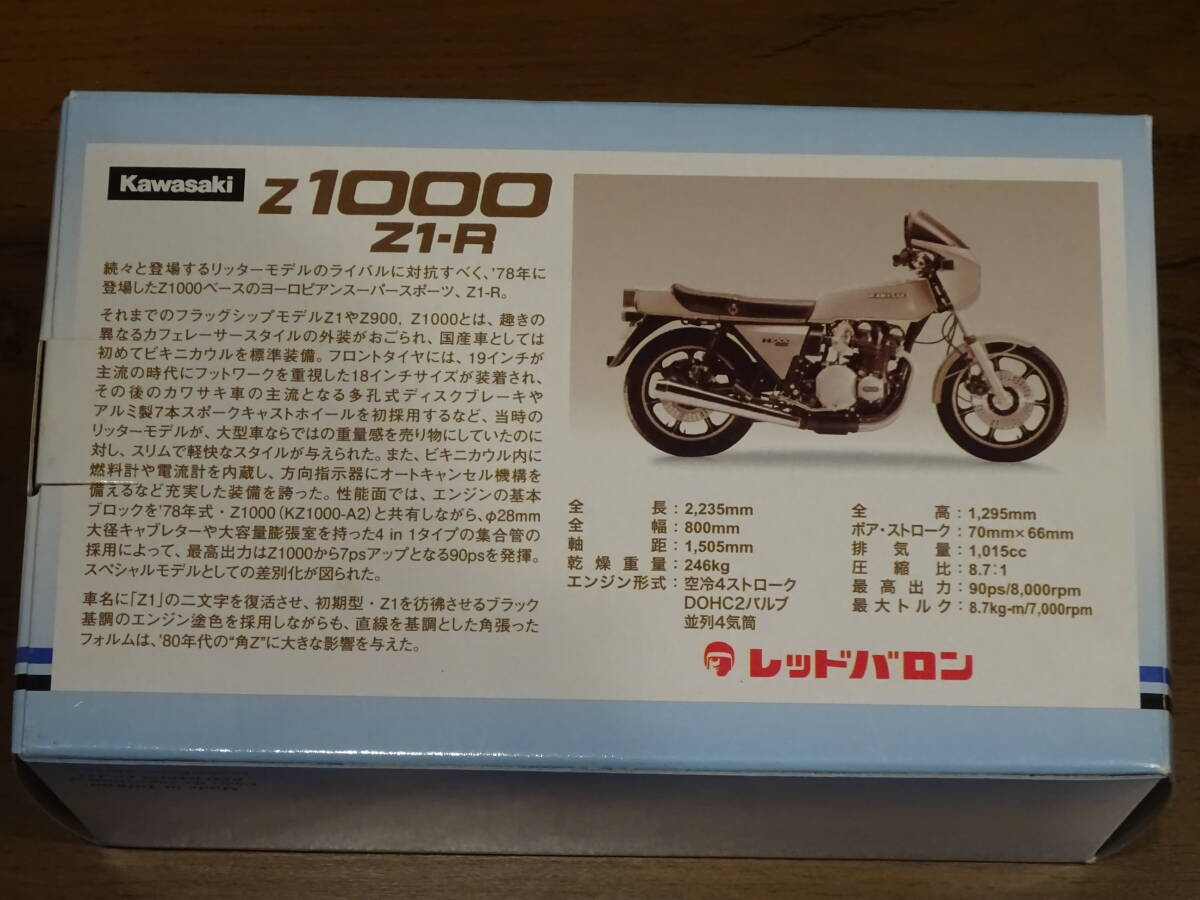 Kawasaki
Z1000
Z1-R
続々と登場するリッターモデルのライバルに対抗すべく、'78年に
登場したZ1000ベースのヨーロピアンスーパースポーツ、Z1-R。
それまでのフラッグシップモデルZ1やZ900, Z1000とは、趣きの
異なるカフェレーサースタイルの外装がおごられ、国産車としては
初めてビキニカウルを標準装備。フロントタイヤには、19インチが
主流の時代にフットワークを重視した18インチサイズが装着され、
その後のカワサキ車の主流となる多孔式ディスクブレーキや
アルミ製7本スポークキャストホイールを初採用するなど、当時の
リッターモデルが、大型車ならではの重量感を売り物にしていたのに
対し、スリムで軽快なスタイルが与えられた。また、ビキニカウル内に
燃料計や電流計を内蔵し、方向指示器にオートキャンセル機構を
備えるなど充実した装備を誇った。性能面では、エンジンの基本
ブロックを'78年式・Z1000(KZ1000-A2)と共有しながら、φ28mm
大径キャブレターや大容量膨張室を持った4 in 1タイプの集合管の
採用によって、最高出力はZ1000から7psアップとなる90psを発揮。
スペシャルモデルとしての差別化が図られた。
車名に「Z1」の二文字を復活させ、初期型・Z1を彷彿させるブラック
基調のエンジン塗色を採用しながらも、直線を基調とした角張った
フォルムは、'80年代の“角Z”に大きな影響を与えた。
全長：2,235mm
全幅：800mm
軸距：1,505mm
乾燥重量：246kg
エンジン形式：空冷4ストローク
DOHC2バルブ
並列4気筒
全高：1,295mm
ボア・ストローク：70mm×66mm
排気量：1,015cc
圧縮比：8.7:1
最高出力：90ps/8,000rpm
最大トルク：8.7kg-m/7,000rpm
レッドバロン